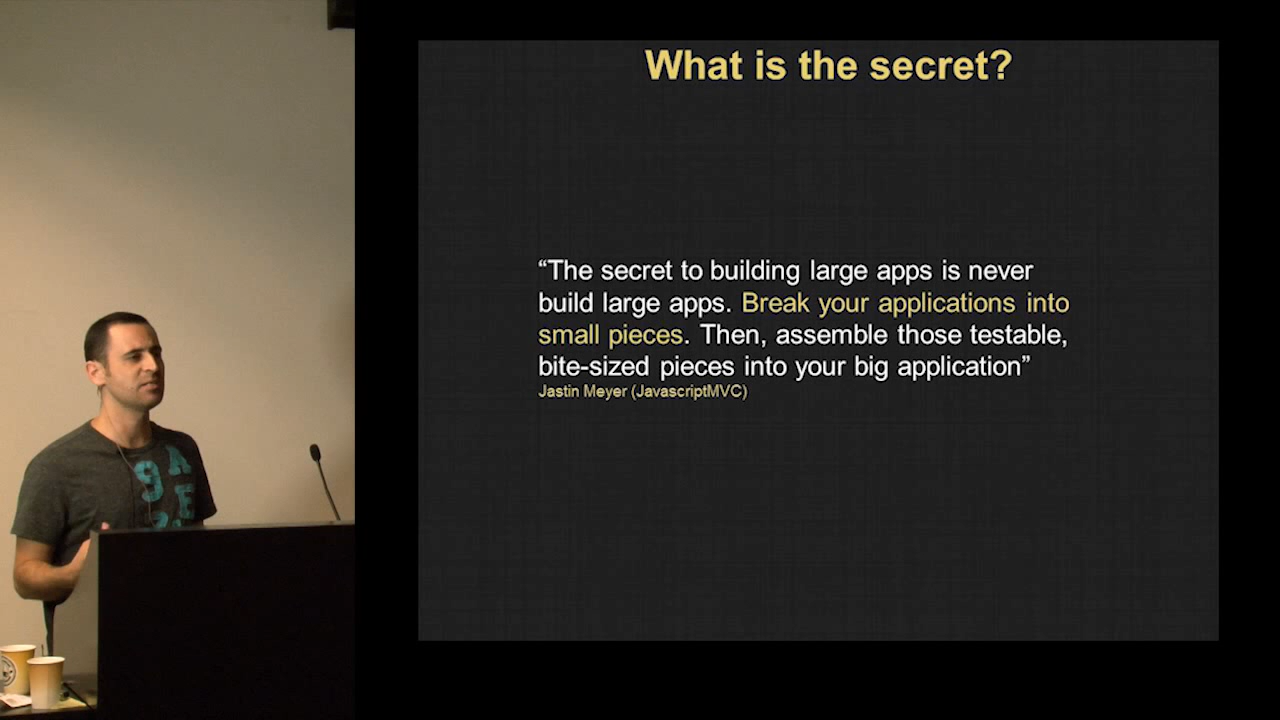 What is the secret?
“The secret to building large apps is never
build large apps. Break your applications into
small pieces. Then, assemble those testable,
bite-sized pieces into your big application”
Jastin Meyer (JavascriptMVC)
9 A